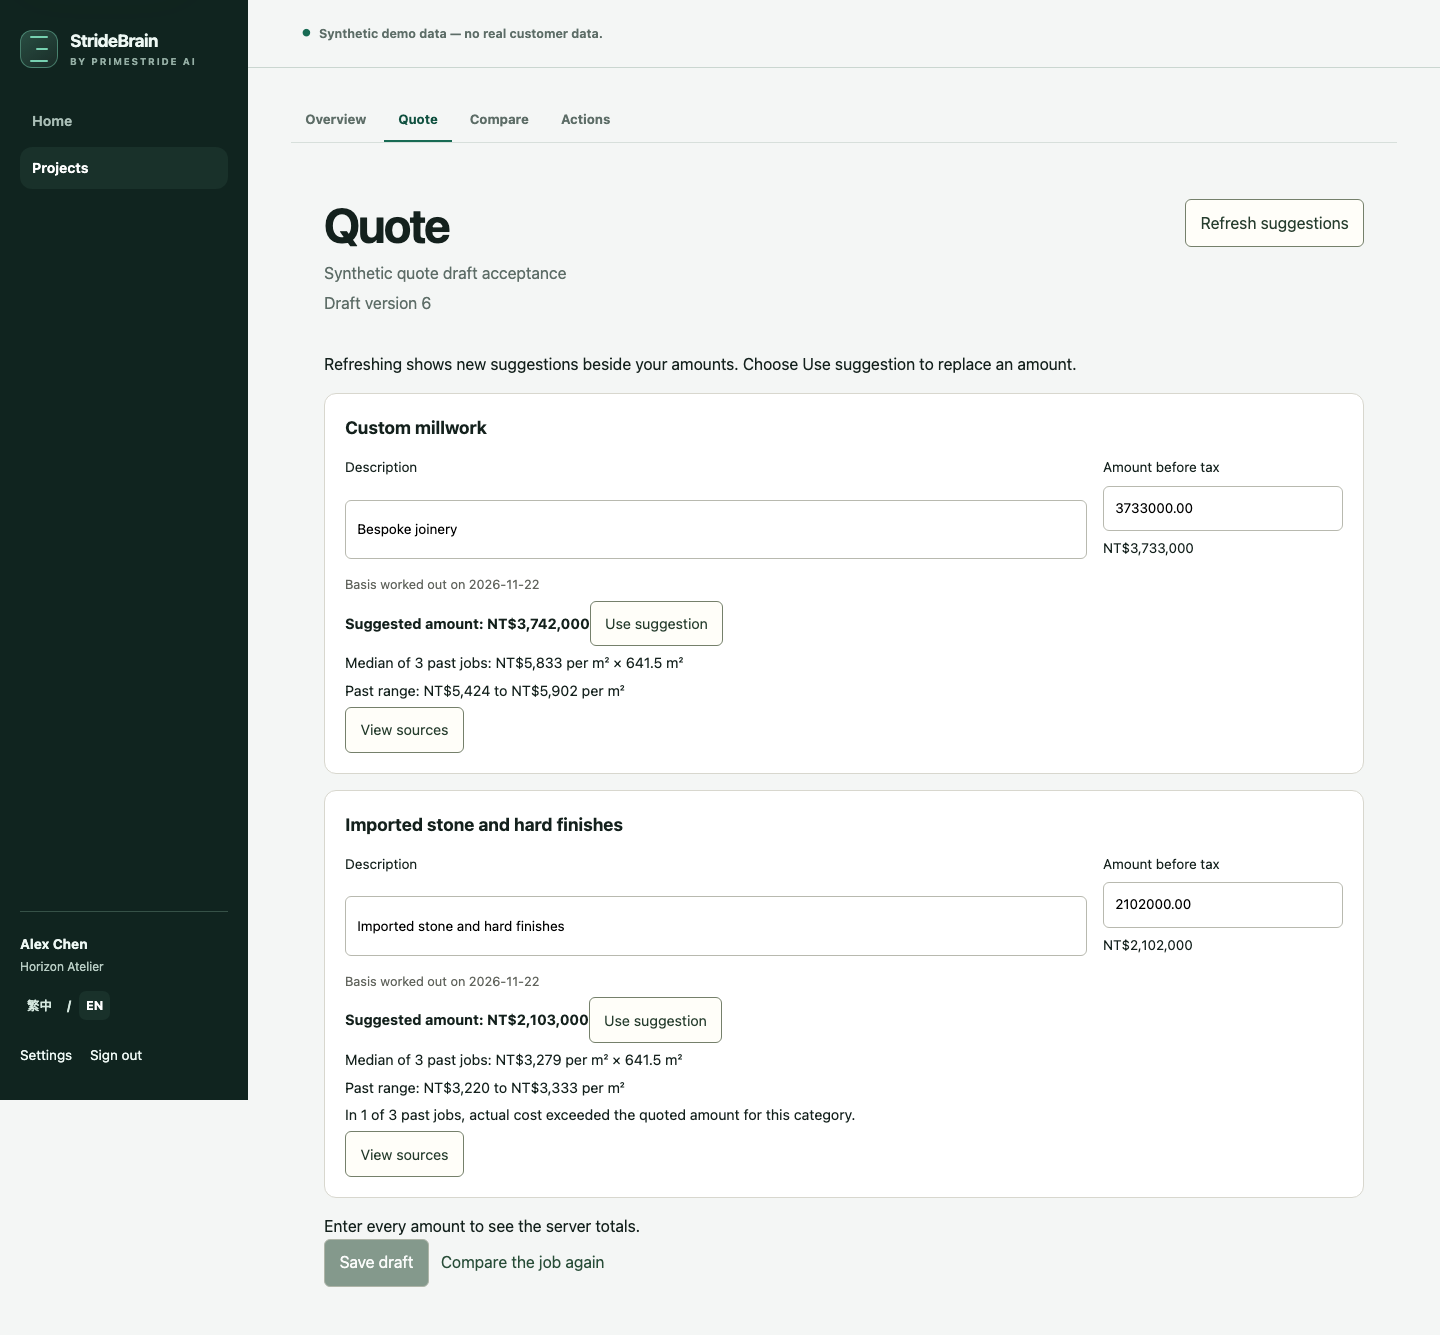 StrideBrain
BY PRIMESTRIDE AI
Home
Projects
Alex Chen
Horizon Atelier
繁中 / EN
Settings Sign out
Synthetic demo data — no real customer data.
Overview Quote Compare Actions
Quote
Refresh suggestions
Synthetic quote draft acceptance
Draft version 6
Refreshing shows new suggestions beside your amounts. Choose Use suggestion to replace an amount.
Custom millwork
Description
Amount before tax
Bespoke joinery
3733000.00
NT$3,733,000
Basis worked out on 2026-11-22
Suggested amount: NT$3,742,000 Use suggestion
Median of 3 past jobs: NT$5,833 per m² × 641.5 m²
Past range: NT$5,424 to NT$5,902 per m²
View sources
Imported stone and hard finishes
Description
Amount before tax
Imported stone and hard finishes
2102000.00
NT$2,102,000
Basis worked out on 2026-11-22
Suggested amount: NT$2,103,000 Use suggestion
Median of 3 past jobs: NT$3,279 per m² × 641.5 m²
Past range: NT$3,220 to NT$3,333 per m²
In 1 of 3 past jobs, actual cost exceeded the quoted amount for this category.
View sources
Enter every amount to see the server totals.
Save draft Compare the job again